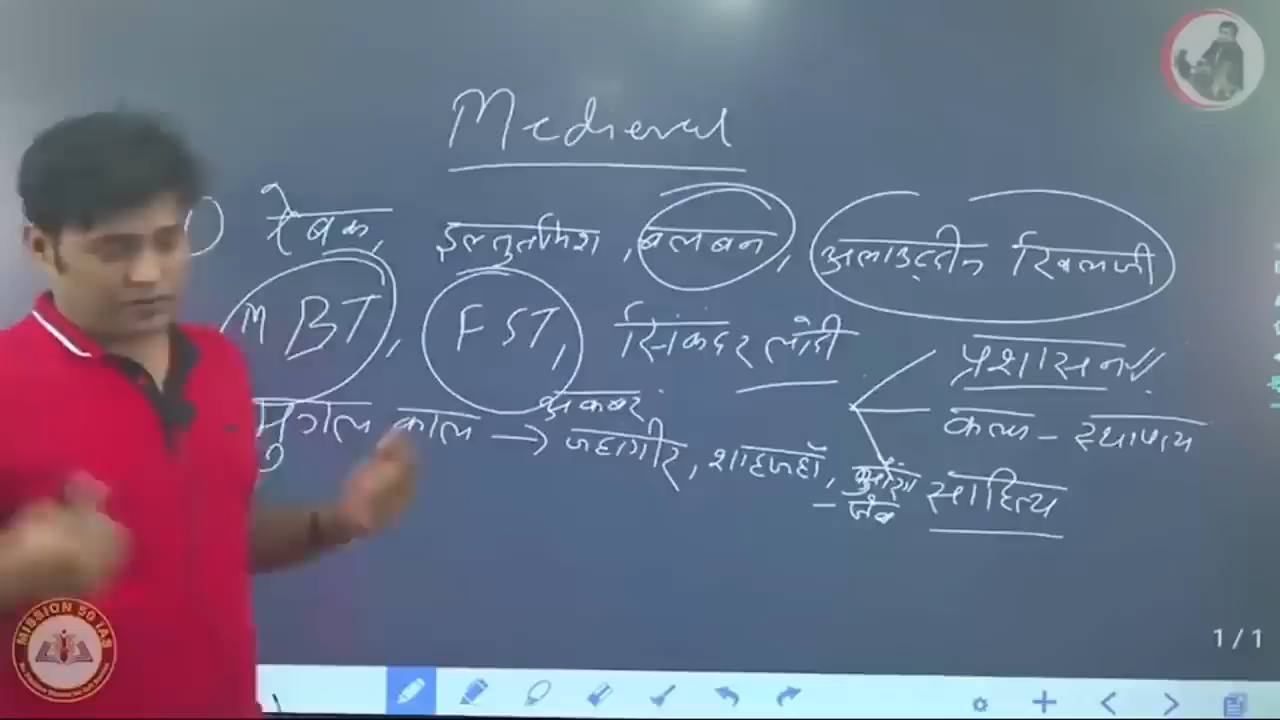 Medieval
ऐबक, इल्तुतमिश, बलबन, अलाउद्दीन खिलजी
MBT, FST, सिकंदर लोदी
प्रशासन
अकबर
मुगल काल → जहांगीर, शाहजहाँ, औरंग
- जेब
कला - स्थापत्य
साहित्य
1 / 1
MISSION 50 IAS